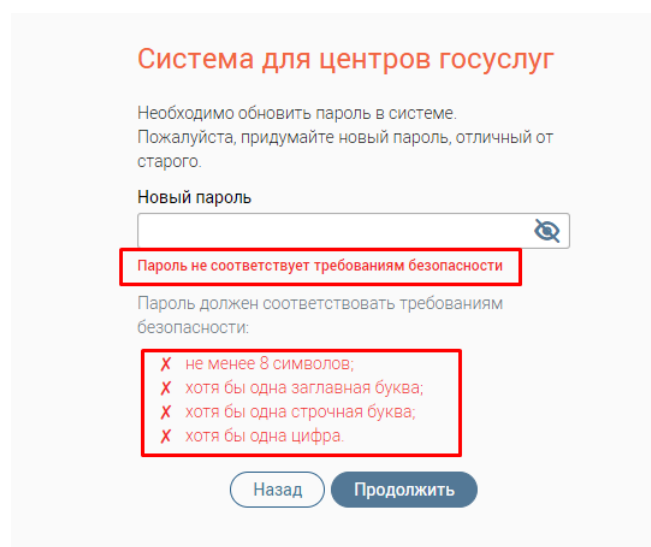 Система для центров госуслуг
Необходимо обновить пароль в системе.
Пожалуйста, придумайте новый пароль, отличный от
старого.
Новый пароль
Пароль не соответствует требованиям безопасности
Пароль должен соответствовать требованиям
безопасности:
✗ не менее 8 символов;
✗ хотя бы одна заглавная буква;
✗ хотя бы одна строчная буква;
✗ хотя бы одна цифра.
Назад Продолжить